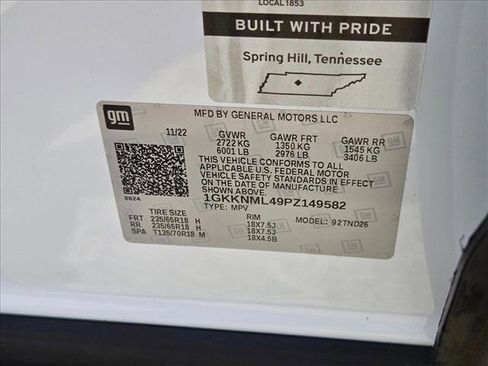 LOCAL 1853
BUILT WITH PRIDE
Spring Hill, Tennessee
gm
MFD BY GENERAL MOTORS LLC
11/22 GVWR GAWR FRT GAWR RR
2722 KG 1350 KG 1545 KG
6001 LB 2976 LB 3406 LB
THIS VEHICLE CONFORMS TO ALL
APPLICABLE U.S. FEDERAL MOTOR
VEHICLE SAFETY STANDARDS IN
EFFECT ON THE DATE OF MANUFACTURE
SHOWN ABOVE.
1GKKNML49PZ149582
8624
TYPE: MPV
TIRE SIZE RIM MODEL: 92TND26
FRT 235/65R18 H 18X7.5J
RR 235/65R18 H 18X7.5J
SPA T135/70R18 M 18X4.5B